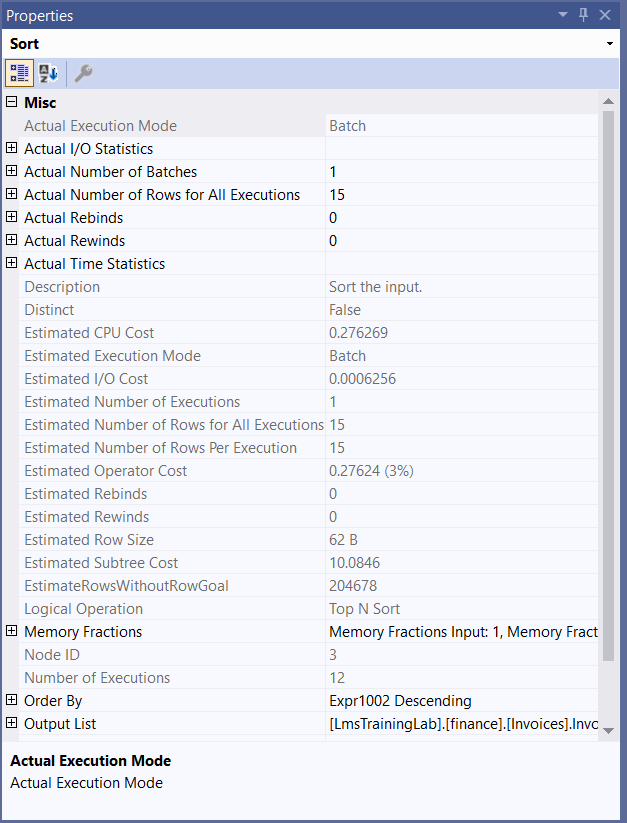 Properties
Sort
Misc
Actual Execution Mode Batch
Actual I/O Statistics
Actual Number of Batches 1
Actual Number of Rows for All Executions 15
Actual Rebinds 0
Actual Rewinds 0
Actual Time Statistics
Description Sort the input.
Distinct False
Estimated CPU Cost 0.276269
Estimated Execution Mode Batch
Estimated I/O Cost 0.0006256
Estimated Number of Executions 1
Estimated Number of Rows for All Executions 15
Estimated Number of Rows Per Execution 15
Estimated Operator Cost 0.27624 (3%)
Estimated Rebinds 0
Estimated Rewinds 0
Estimated Row Size 62 B
Estimated Subtree Cost 10.0846
EstimateRowsWithoutRowGoal 204678
Logical Operation Top N Sort
Memory Fractions Memory Fractions Input: 1, Memory Fract
Node ID 3
Number of Executions 12
Order By Expr1002 Descending
Output List [LmsTrainingLab].[finance].[Invoices].Invo
Actual Execution Mode
Actual Execution Mode